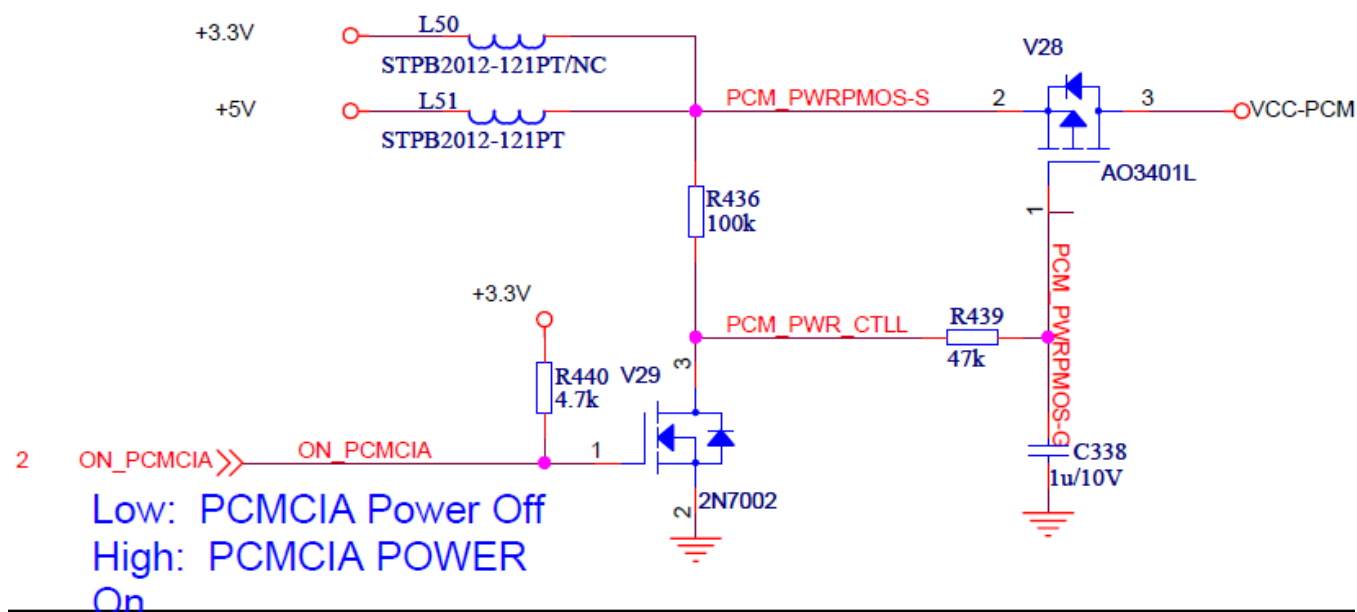 +3.3V
L50
STPB2012-121PT/NC
V28
+5V
L51
STPB2012-121PT
PCM_PWRPMOS-S
2
3
VCC-PCM
AO3401L
R436
100k
1
PCM_PWRPMOS-G
+3.3V
PCM_PWR_CTLL
R439
47k
R440
4.7k
V29
3
2
ON_PCMCIA
ON_PCMCIA
1
C338
1u/10V
2N7002
2
Low: PCMCIA Power Off
High: PCMCIA POWER
On